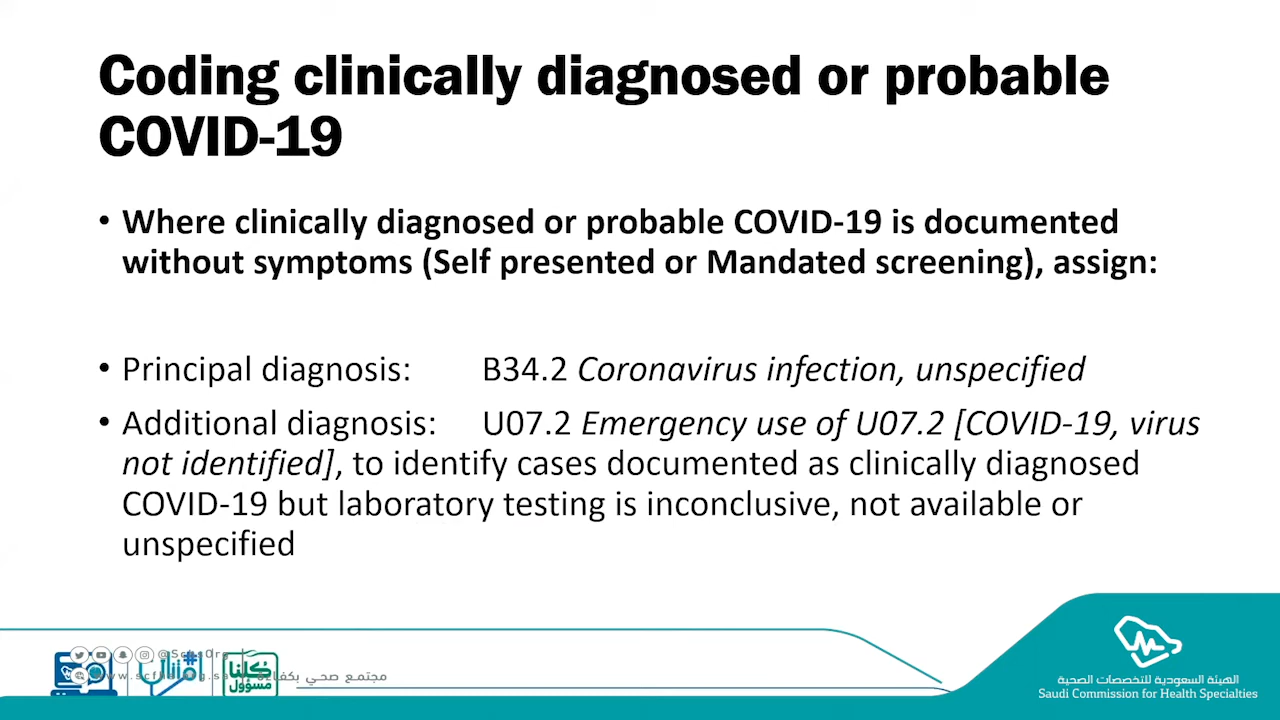 Coding clinically diagnosed or probable
COVID-19
• Where clinically diagnosed or probable COVID-19 is documented
without symptoms (Self presented or Mandated screening), assign:
• Principal diagnosis: B34.2 Coronavirus infection, unspecified
• Additional diagnosis: U07.2 Emergency use of U07.2 [COVID-19, virus
not identified], to identify cases documented as clinically diagnosed
COVID-19 but laboratory testing is inconclusive, not available or
unspecified
كلنا
مسؤول
مجتمع صحي بكفاءة
الهيئة السعودية للتخصصات الصحية
Saudi Commission for Health Specialties